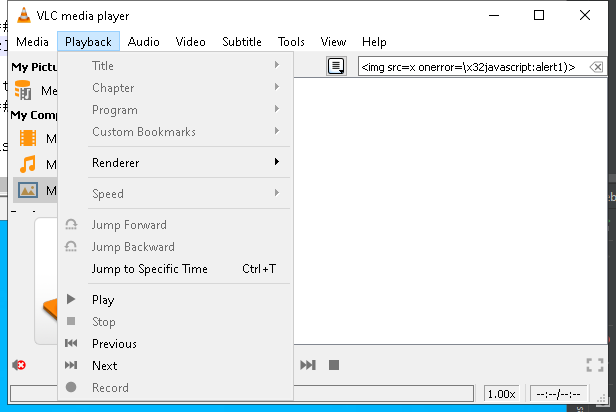 VLC media player
Media Playback Audio Video Subtitle Tools View Help
My Pictu
<img src=x onerror=\x32javascript:alert1)>
Me
My Comp
M
M
M
Title
Chapter
Program
Custom Bookmarks
Renderer
Speed
Jump Forward
Jump Backward
Jump to Specific Time Ctrl+T
Play
Stop
Previous
Next
Record
1.00x --:--/--:--